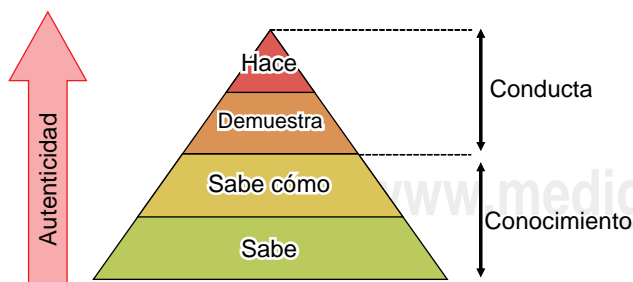 Hace
Demuestra
Sabe cómo
Sabe
Autenticidad
Conducta
Conocimiento